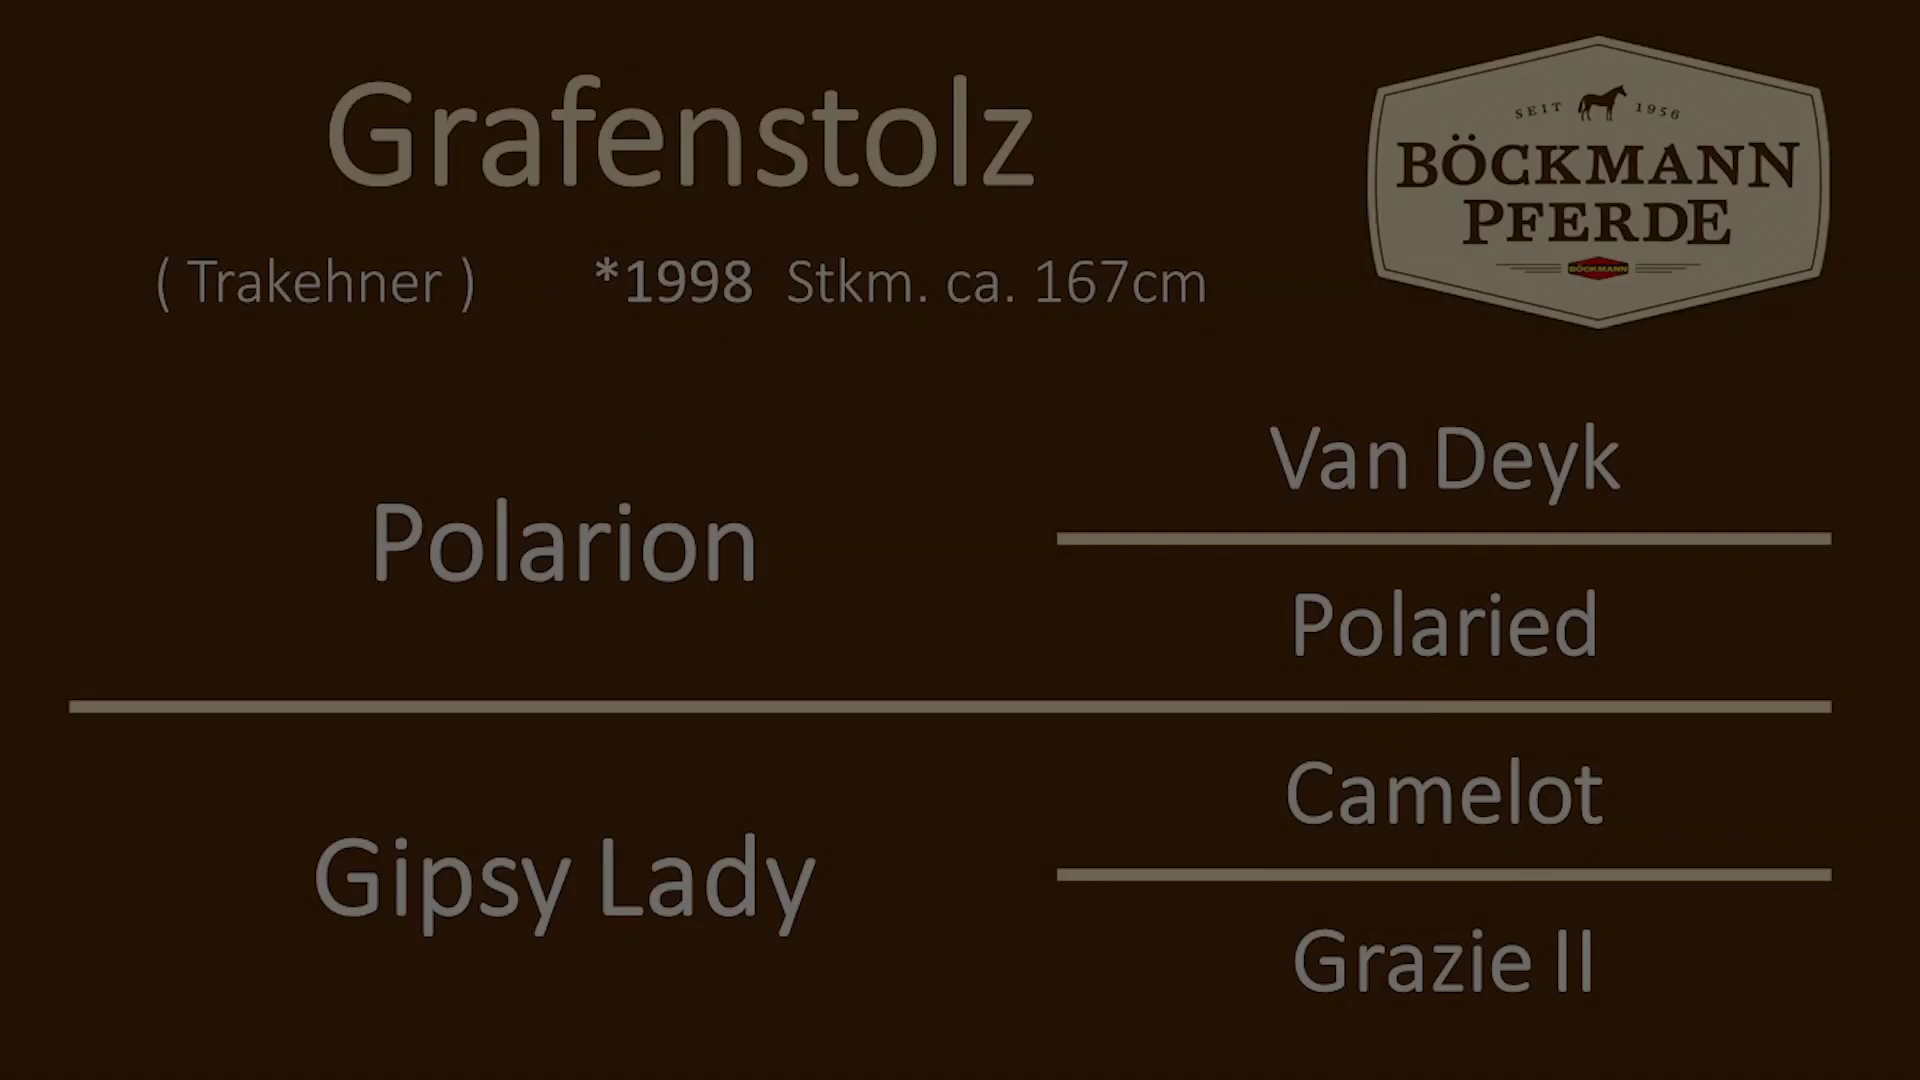 Grafenstolz
( Trakehner ) *1998 Stkm. ca. 167cm
SEIT 1956
BÖCKMANN
PFERDE
BÖCKMANN
Van Deyk
Polarion
Polaried
Camelot
Gipsy Lady
Grazie II